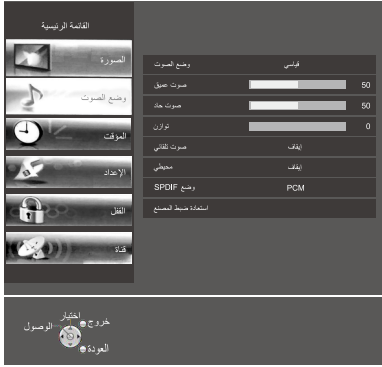 القائمة الرئيسية
الصورة
وضع الصوت
المؤقت
الإعداد
القفل
قناة
وضع الصوت قياسي
صوت عميق 50
صوت حاد 50
توازن 0
صوت تلقائي إيقاف
محيطي إيقاف
وضع SPDIF PCM
استعادة ضبط المصنع
اختيار
خروج
الوصول
العودة